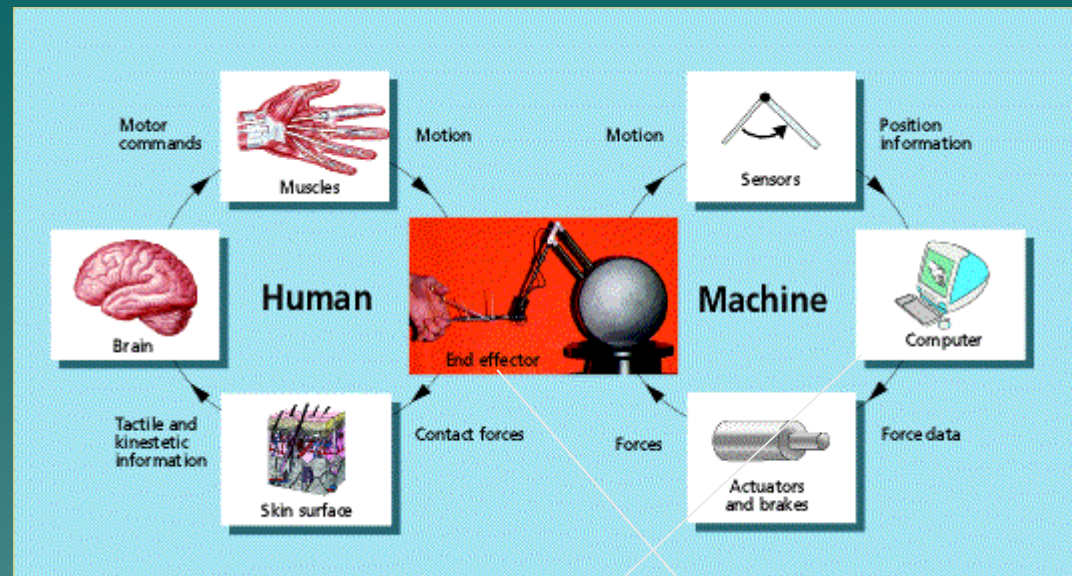 Motor
commands
Muscles
Motion
Motion
Sensors
Position
information
Brain
Human
End effector
Machine
Computer
Tactile and
kinestetic
information
Skin surface
Contact forces
Forces
Actuators
and brakes
Force data